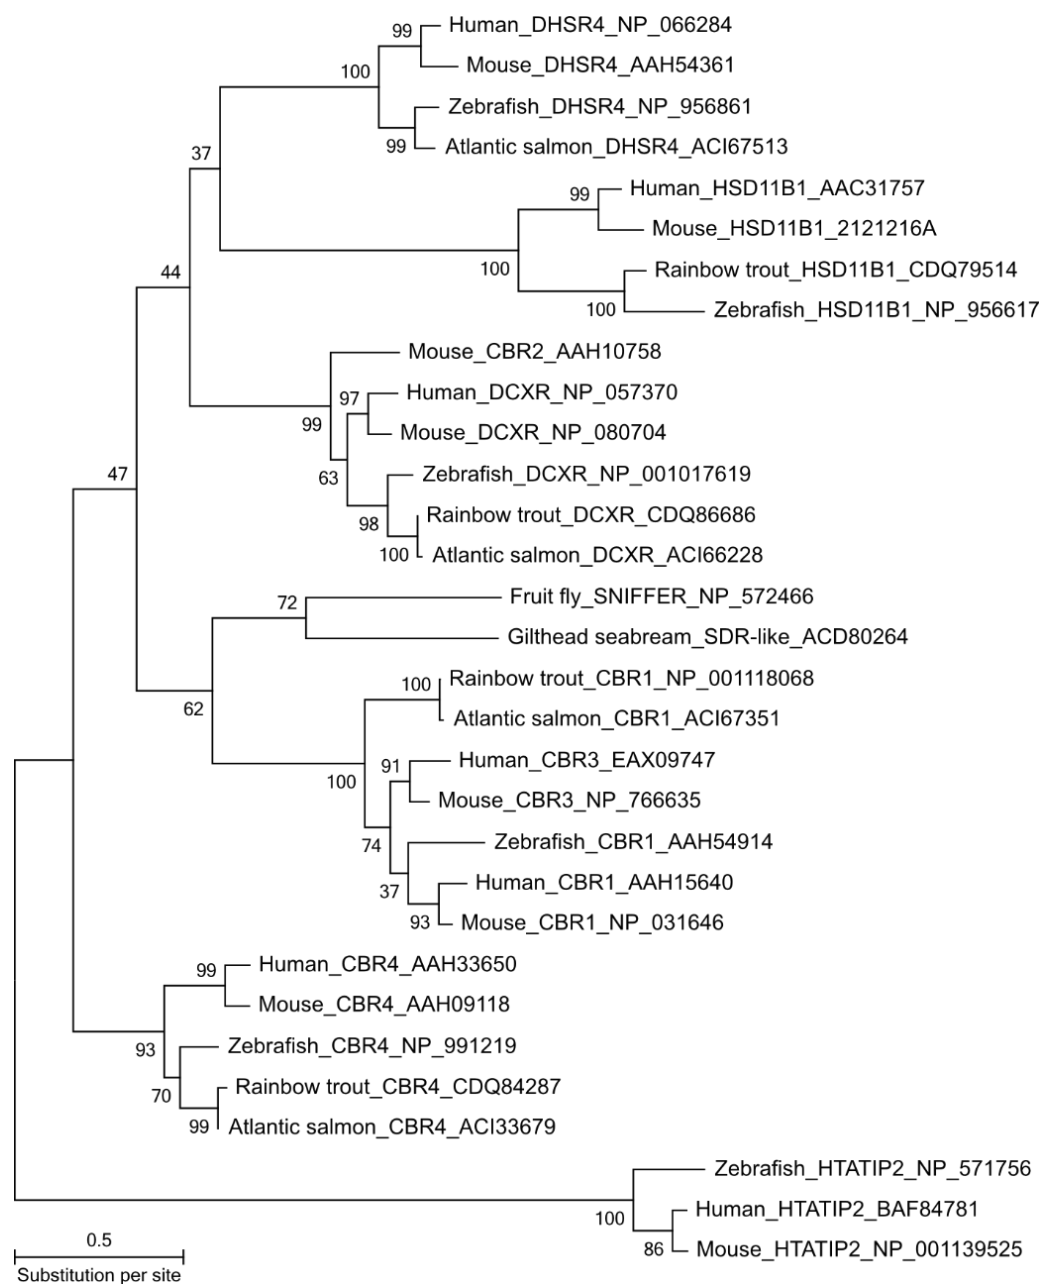 99
Human_DHSR4_NP_066284
Mouse_DHSR4_AAH54361
100
Zebrafish_DHSR4_NP_956861
99
Atlantic salmon_DHSR4_ACI67513
37
99
Human_HSD11B1_AAC31757
Mouse_HSD11B1_2121216A
100
Rainbow trout_HSD11B1_CDQ79514
44
100
Zebrafish_HSD11B1_NP_956617
Mouse_CBR2_AAH10758
97
Human_DCXR_NP_057370
99
Mouse_DCXR_NP_080704
63
Zebrafish_DCXR_NP_001017619
47
98
Rainbow trout_DCXR_CDQ86686
100
Atlantic salmon_DCXR_ACI66228
72
Fruit fly_SNIFFER_NP_572466
Gilthead seabream_SDR-like_ACD80264
62
100
Rainbow trout_CBR1_NP_001118068
Atlantic salmon_CBR1_ACI67351
100
91
Human_CBR3_EAX09747
Mouse_CBR3_NP_766635
74
Zebrafish_CBR1_AAH54914
37
Human_CBR1_AAH15640
93
Mouse_CBR1_NP_031646
99
Human_CBR4_AAH33650
Mouse_CBR4_AAH09118
93
Zebrafish_CBR4_NP_991219
70
Rainbow trout_CBR4_CDQ84287
99
Atlantic salmon_CBR4_ACI33679
Zebrafish_HTATIP2_NP_571756
100
Human_HTATIP2_BAF84781
86
Mouse_HTATIP2_NP_001139525
0.5
Substitution per site